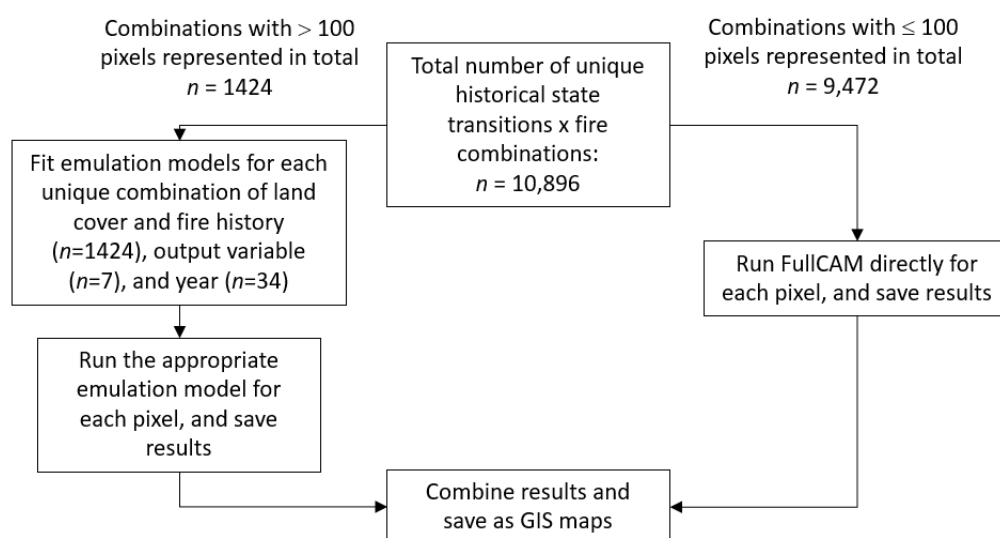 Combinations with > 100
pixels represented in total
n = 1424
Total number of unique
historical state
transitions x fire
combinations:
n = 10,896
Combinations with ≤ 100
pixels represented in total
n = 9,472
Fit emulation models for each
unique combination of land
cover and fire history
(n=1424), output variable
(n=7), and year (n=34)
Run FullCAM directly for
each pixel, and save results
Run the appropriate
emulation model for
each pixel, and save
results
Combine results and
save as GIS maps